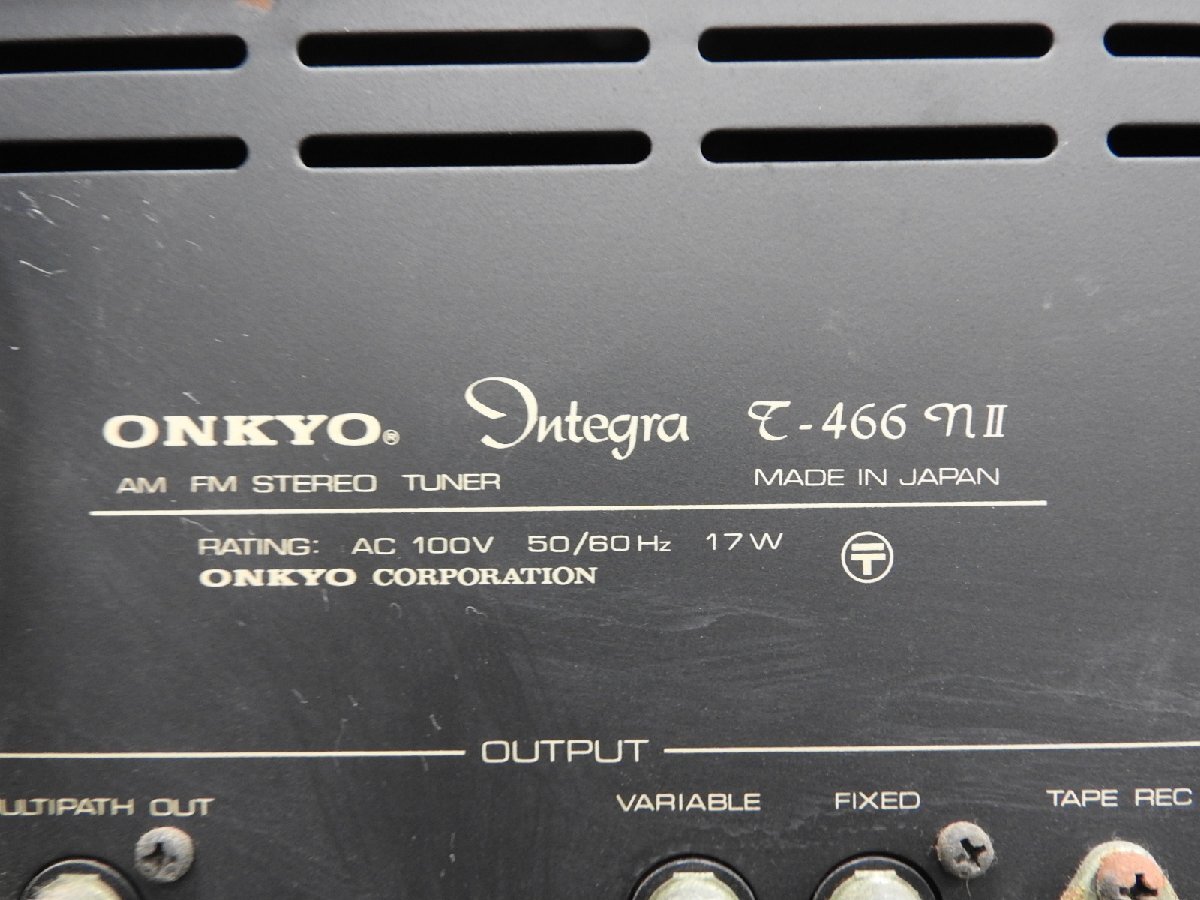 ONKYO® Integra T-466 nII
AM FM STEREO TUNER MADE IN JAPAN
RATING: AC 100V 50/60Hz 17W
ONKYO CORPORATION
OUTPUT
ULTIPATH OUT VARIABLE FIXED TAPE REC